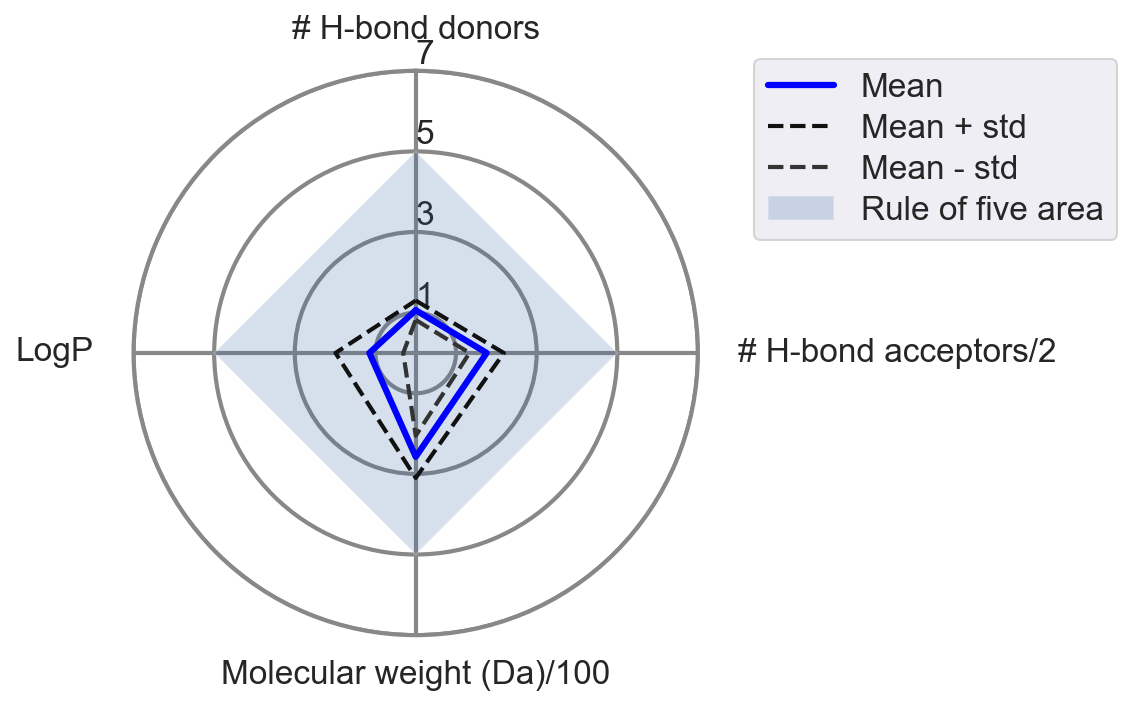 # H-bond donors
7
5
3
1
LogP
# H-bond acceptors/2
Molecular weight (Da)/100
Mean
Mean + std
Mean - std
Rule of five area